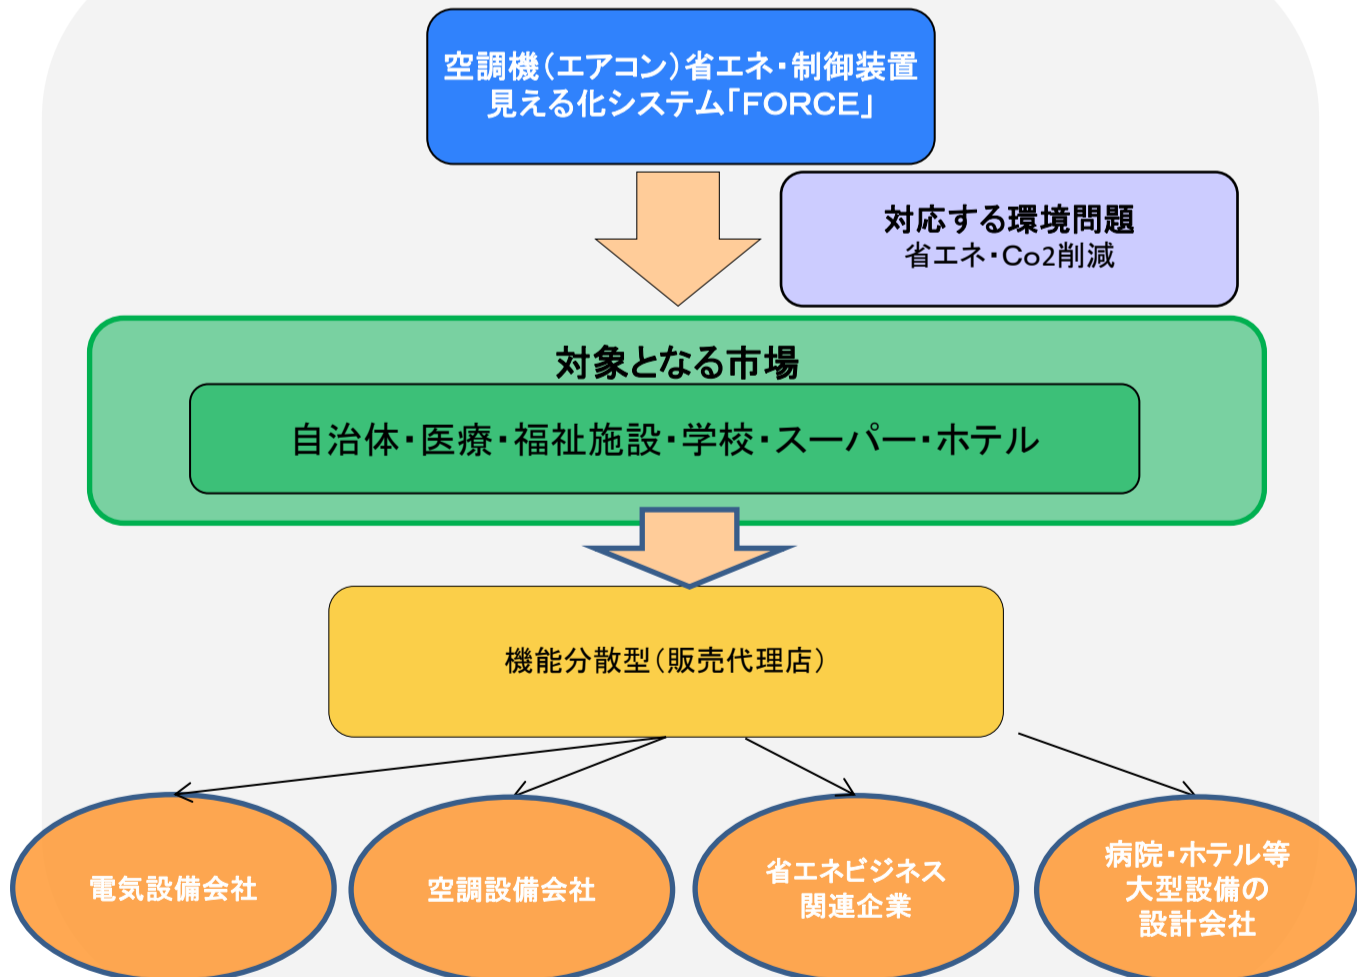 空調機（エアコン）省エネ・制御装置
見える化システム「FORCE」
対応する環境問題
省エネ・Co2削減
対象となる市場
自治体・医療・福祉施設・学校・スーパー・ホテル
機能分散型（販売代理店）
電気設備会社
空調設備会社
省エネビジネス
関連企業
病院・ホテル等
大型設備の
設計会社